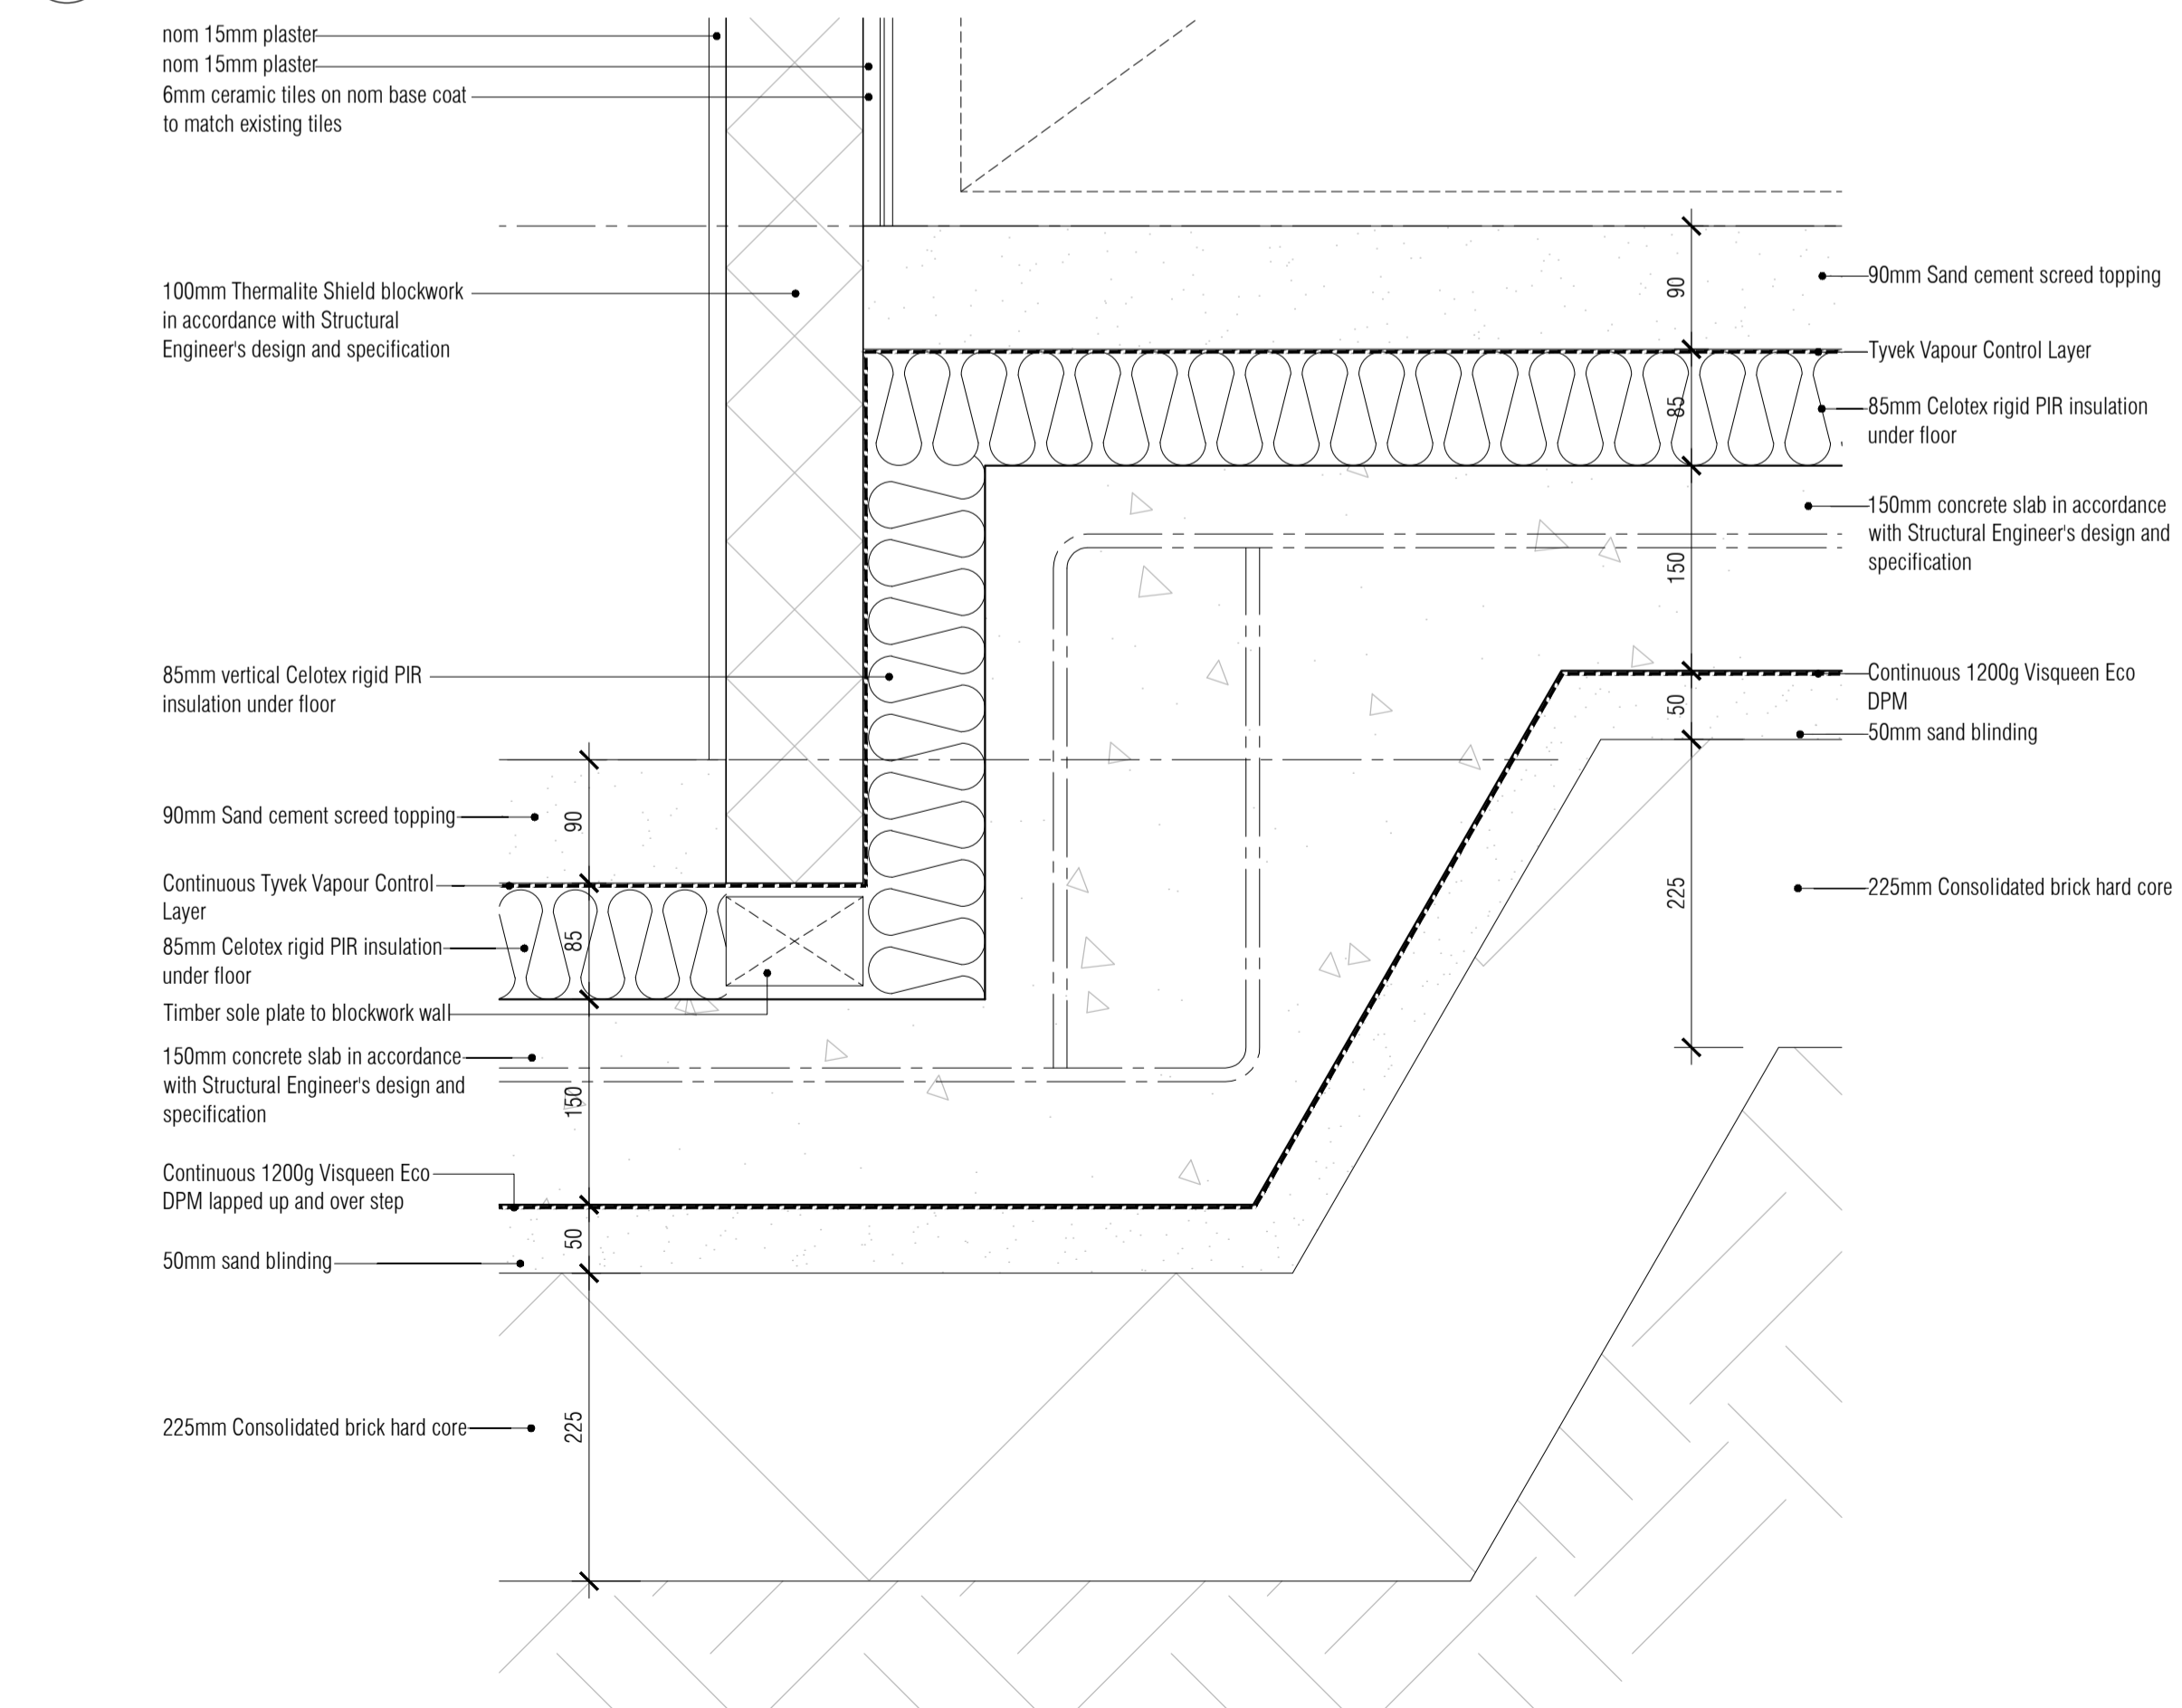 nom 15mm plaster
nom 15mm plaster
6mm ceramic tiles on nom base coat
to match existing tiles
100mm Thermalite Shield blockwork
in accordance with Structural
Engineer's design and specification
85mm vertical Celotex rigid PIR
insulation under floor
90mm Sand cement screed topping
Continuous Tyvek Vapour Control
Layer
85mm Celotex rigid PIR insulation
under floor
Timber sole plate to blockwork wall
150mm concrete slab in accordance
with Structural Engineer's design and
specification
Continuous 1200g Visqueen Eco
DPM lapped up and over step
50mm sand blinding
225mm Consolidated brick hard core
90
85
150
50
225
90
85
150
50
225
90mm Sand cement screed topping
Tyvek Vapour Control Layer
85mm Celotex rigid PIR insulation
under floor
150mm concrete slab in accordance
with Structural Engineer's design and
specification
Continuous 1200g Visqueen Eco
DPM
50mm sand blinding
225mm Consolidated brick hard core